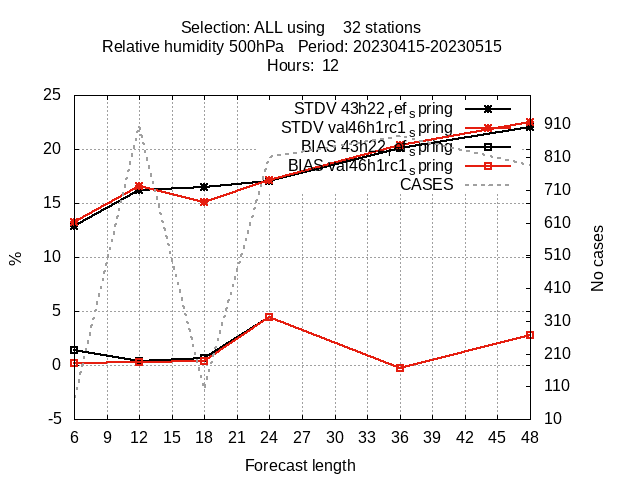 Selection: ALL using    32 stations
Relative humidity 500hPa   Period: 20230415-20230515
Hours:  12
STDV 43h22_ref_spring
STDV val46h1rc1_spring
BIAS 43h22_ref_spring
BIAS val46h1rc1_spring
CASES
25
20
15
10
5
0
-5
%
910
810
710
610
510
410
310
210
110
10
No cases
6 9 12 15 18 21 24 27 30 33 36 39 42 45 48
Forecast length